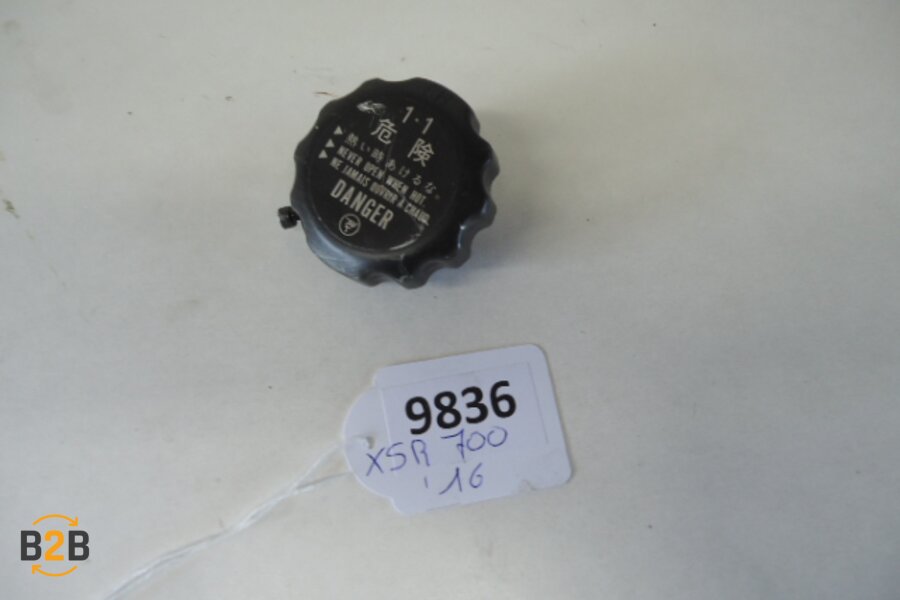 1·1
危険
▶ 熱い時あけるな。
▶ NEVER OPEN WHEN HOT.
▶ NE JAMAIS OUVRIR A CHAUD.
DANGER
9836
XSR 700
'16
B2B